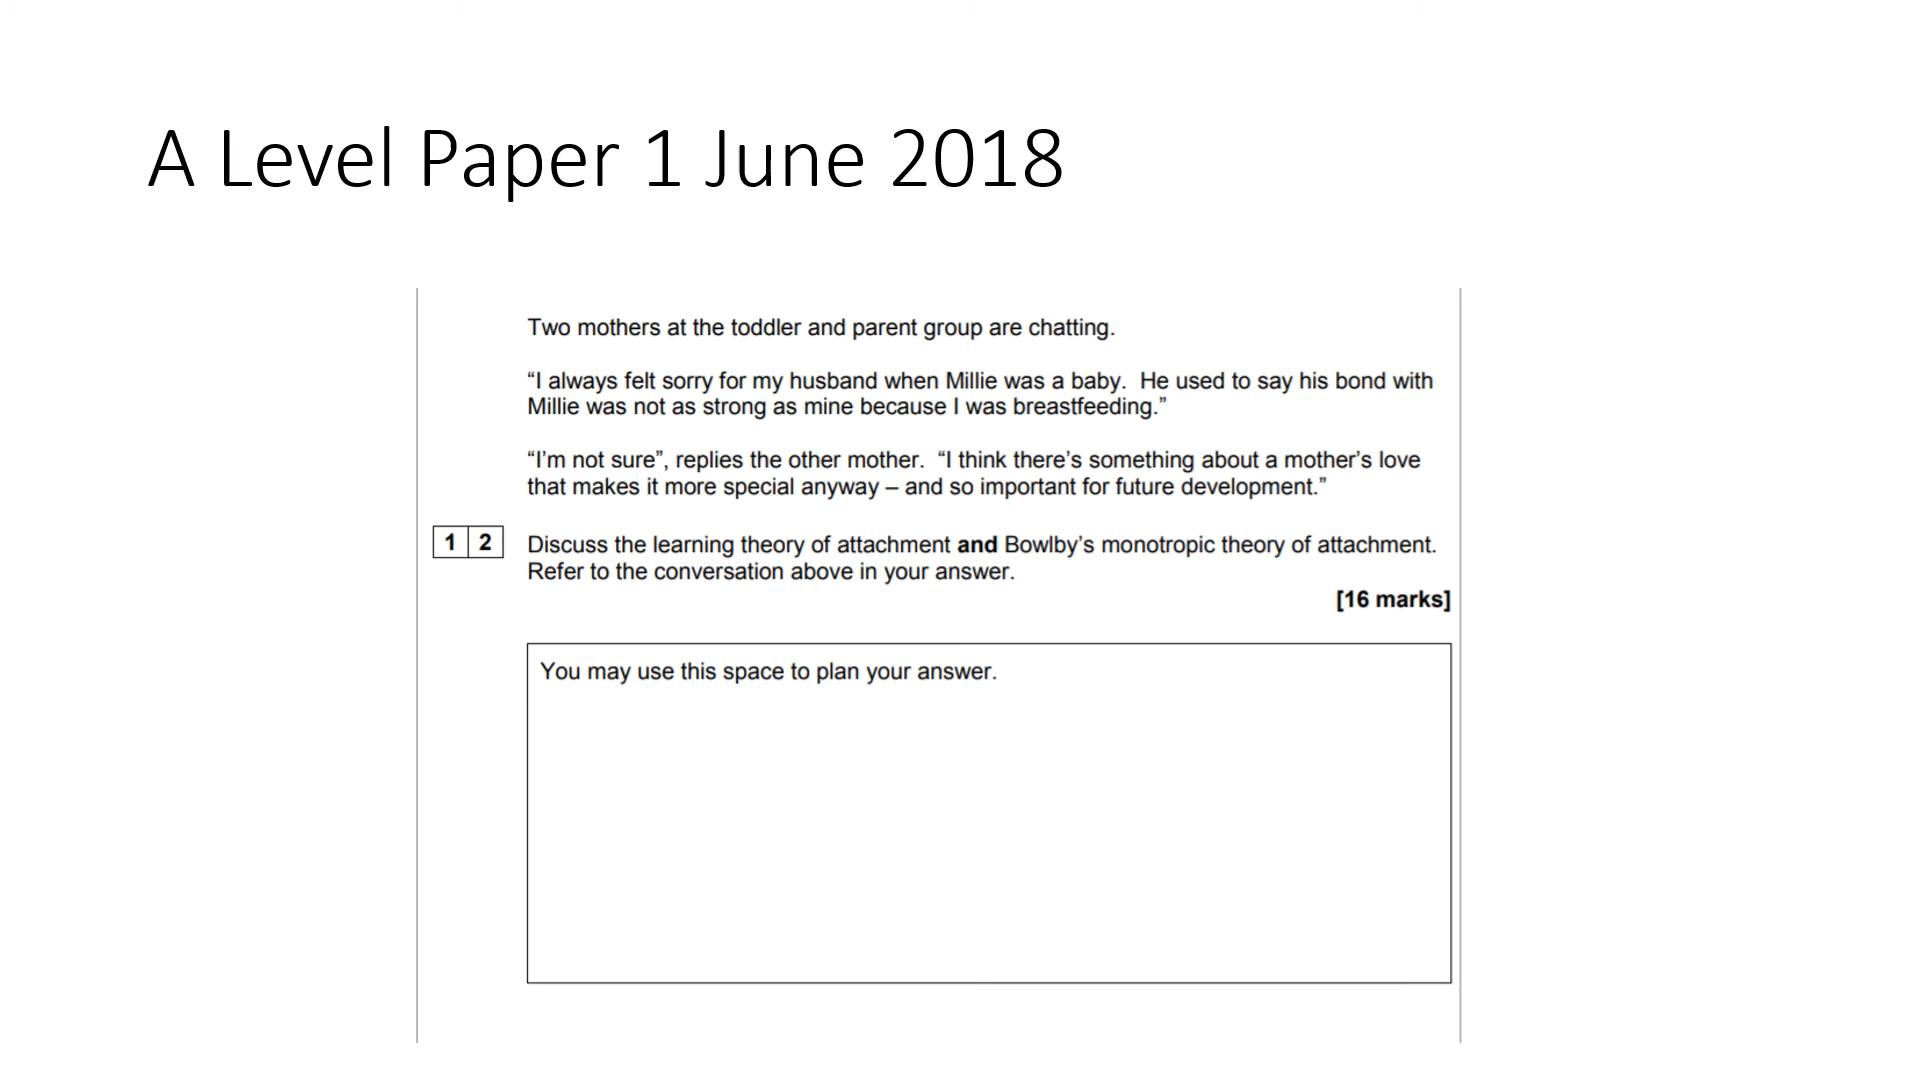 A Level Paper 1 June 2018
Two mothers at the toddler and parent group are chatting.
“I always felt sorry for my husband when Millie was a baby.  He used to say his bond with
Millie was not as strong as mine because I was breastfeeding.”
“I’m not sure”, replies the other mother.  “I think there’s something about a mother’s love
that makes it more special anyway – and so important for future development.”
1 2 Discuss the learning theory of attachment and Bowlby’s monotropic theory of attachment.
Refer to the conversation above in your answer.
[16 marks]
You may use this space to plan your answer.